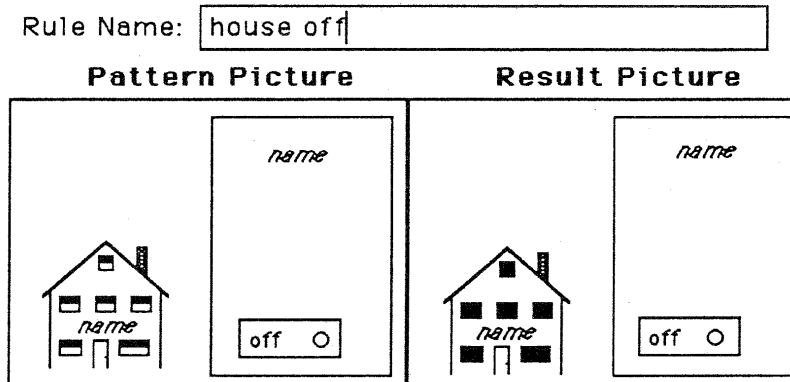 Rule Name: house off
Pattern Picture Result Picture
name name
name name
off off